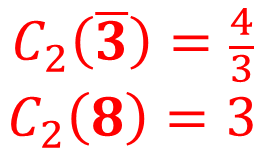 C₂(3̅) = 4/3
C₂(8) = 3